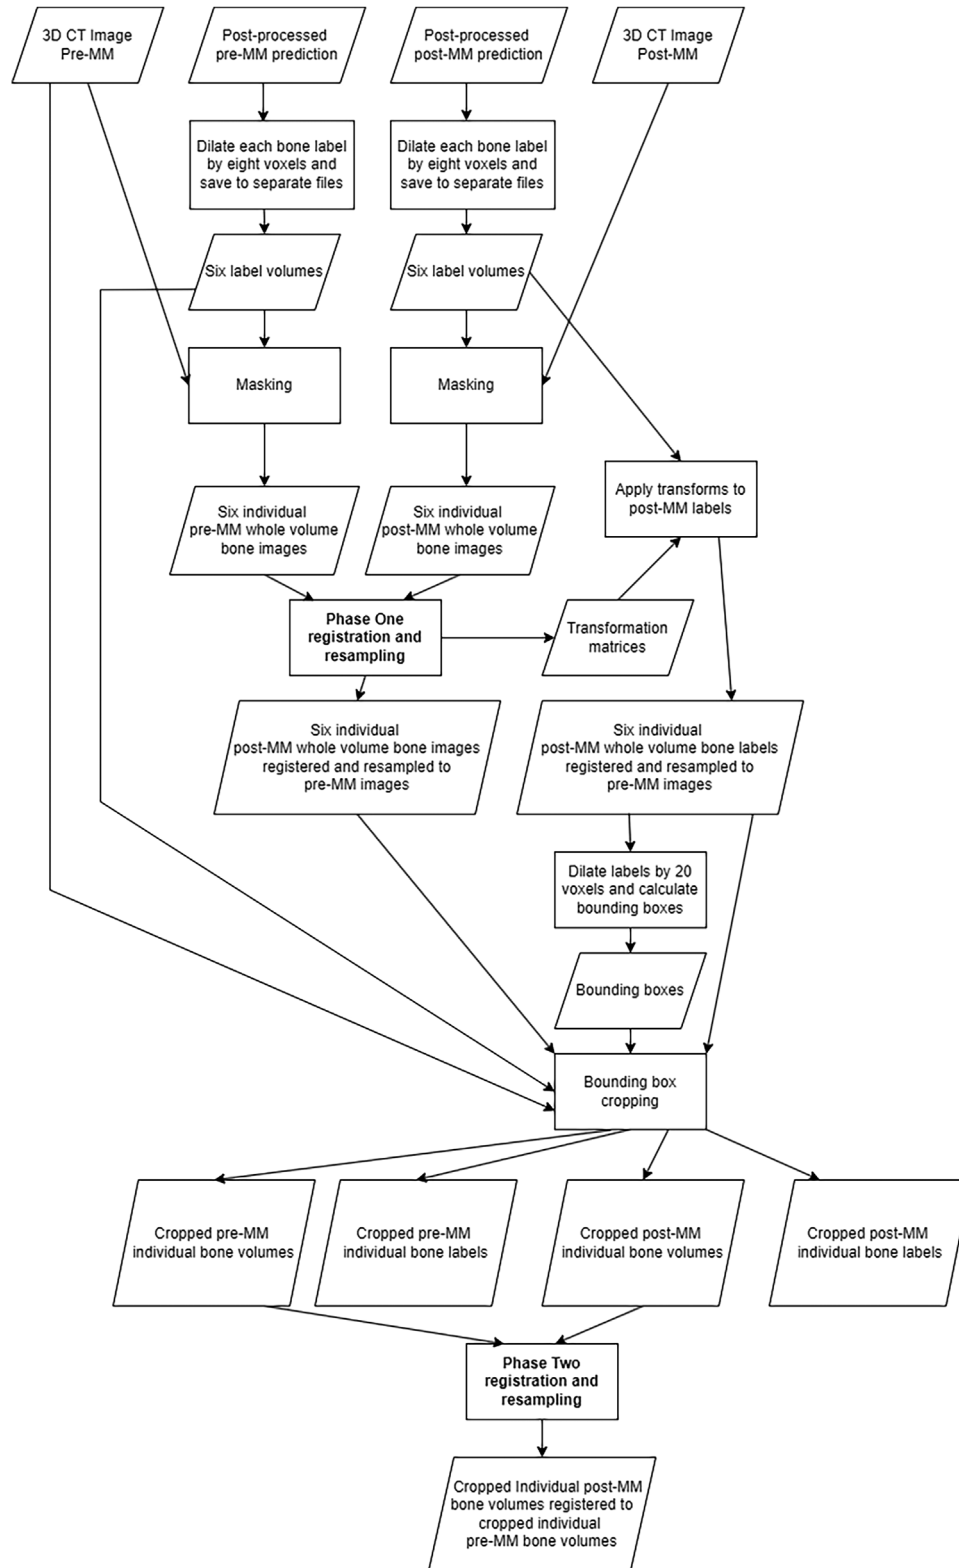 3D CT Image
Pre-MM
Post-processed
pre-MM prediction
Post-processed
post-MM prediction
3D CT Image
Post-MM
Dilate each bone label
by eight voxels and
save to separate files
Dilate each bone label
by eight voxels and
save to separate files
Six label volumes
Six label volumes
Masking
Masking
Apply transforms to
post-MM labels
Six individual
pre-MM whole volume
bone images
Six individual
post-MM whole volume
bone images
Phase One
registration and
resampling
Transformation
matrices
Six individual
post-MM whole volume bone images
registered and resampled to
pre-MM images
Six individual
post-MM whole volume bone labels
registered and resampled to
pre-MM images
Dilate labels by 20
voxels and calculate
bounding boxes
Bounding boxes
Bounding box
cropping
Cropped pre-MM
individual bone volumes
Cropped pre-MM
individual bone labels
Cropped post-MM
individual bone volumes
Cropped post-MM
individual bone labels
Phase Two
registration and
resampling
Cropped Individual post-MM
bone volumes registered to
cropped individual
pre-MM bone volumes